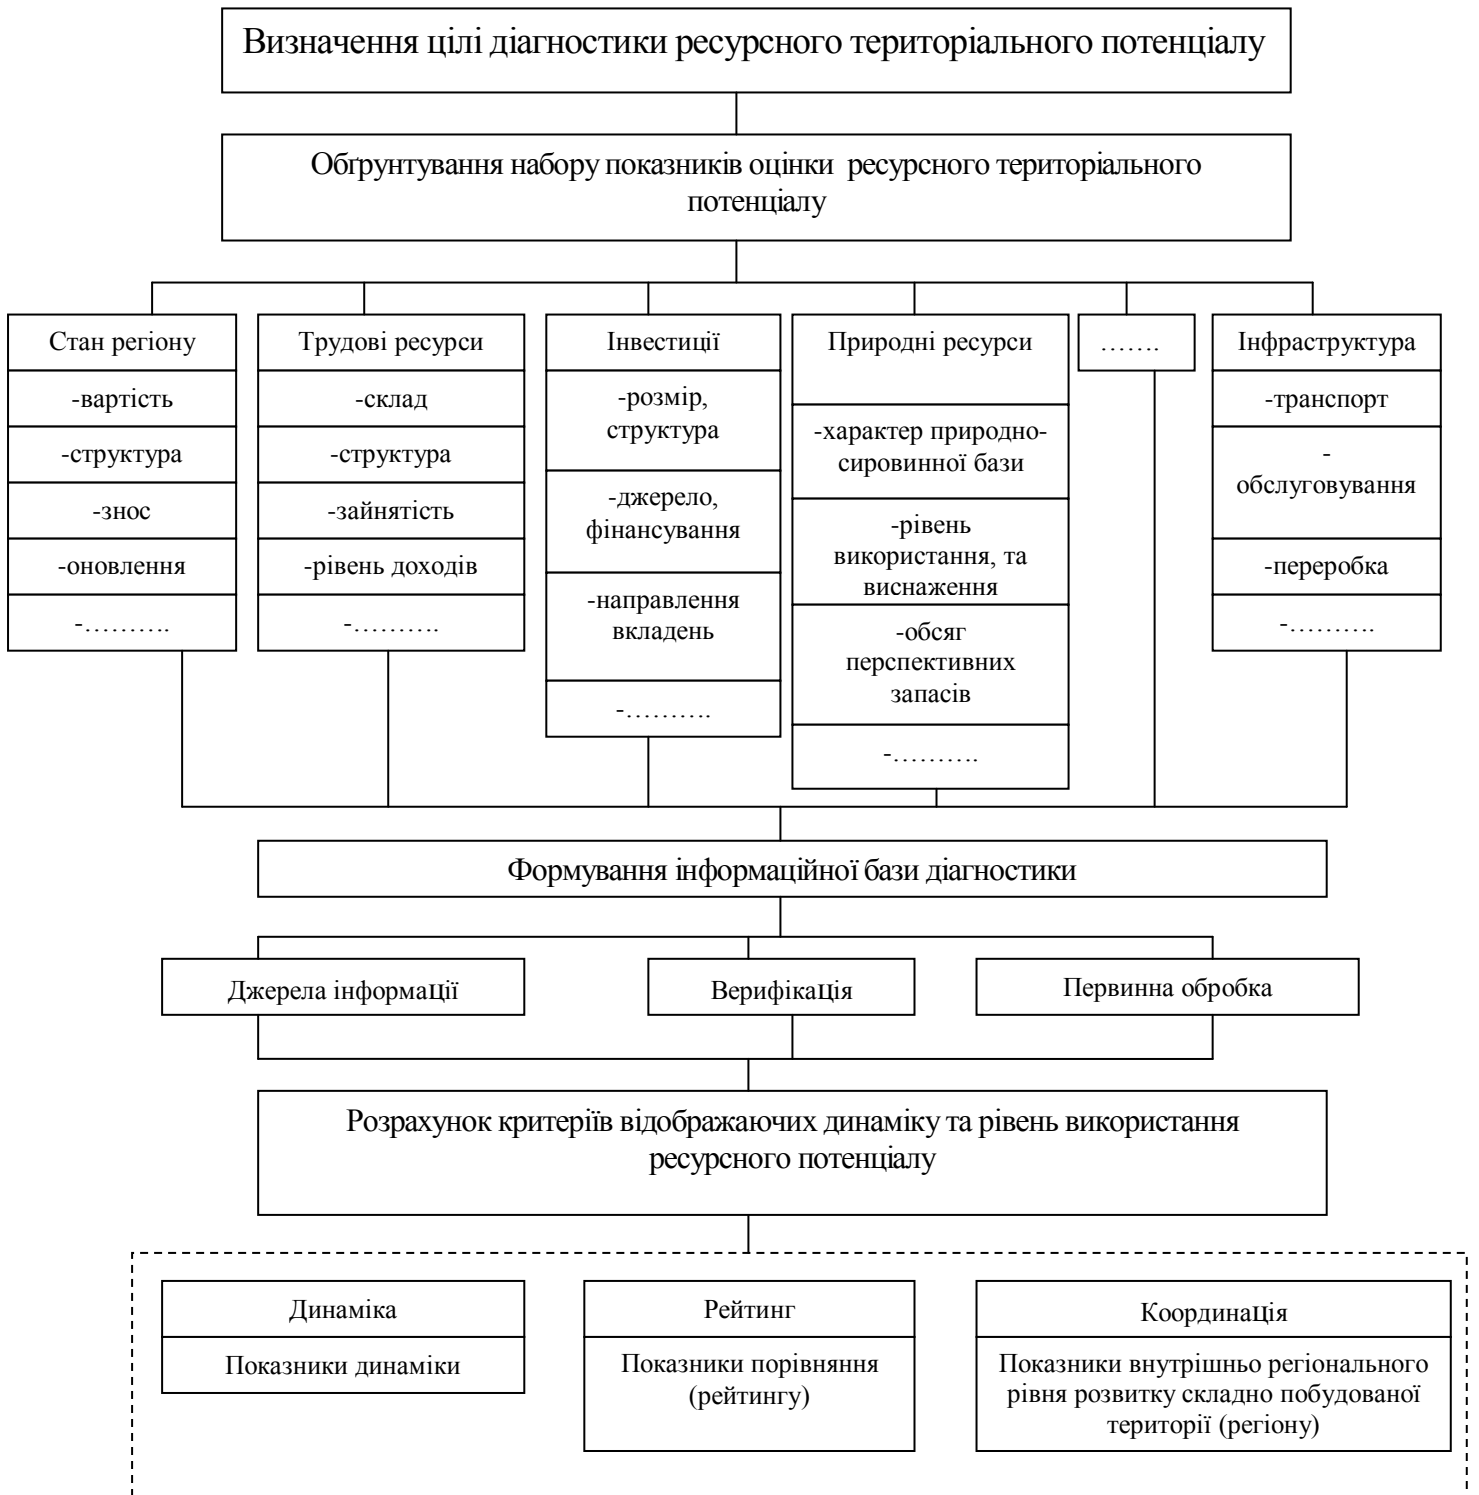 Визначення цілі діагностики ресурсного територіального потенціалу
Обґрунтування набору показників оцінки ресурсного територіального
потенціалу
Стан регіону
-вартість
-структура
-знос
-оновлення
-……….
Трудові ресурси
-склад
-структура
-зайнятість
-рівень доходів
-……….
Інвестиції
-розмір,
структура
-джерело,
фінансування
-направлення
вкладень
-……….
Природні ресурси
-характер природно-
сировинної бази
-рівень
використання, та
виснаження
-обсяг
перспективних
запасів
-……….
…….
Інфраструктура
-транспорт
-
обслуговування
-переробка
-……….
Формування інформаційної бази діагностики
Джерела інформації
Верифікація
Первинна обробка
Розрахунок критеріїв відображаючих динаміку та рівень використання
ресурсного потенціалу
Динаміка
Показники динаміки
Рейтинг
Показники порівняння
(рейтингу)
Координація
Показники внутрішньо регіонального
рівня розвитку складно побудованої
території (регіону)